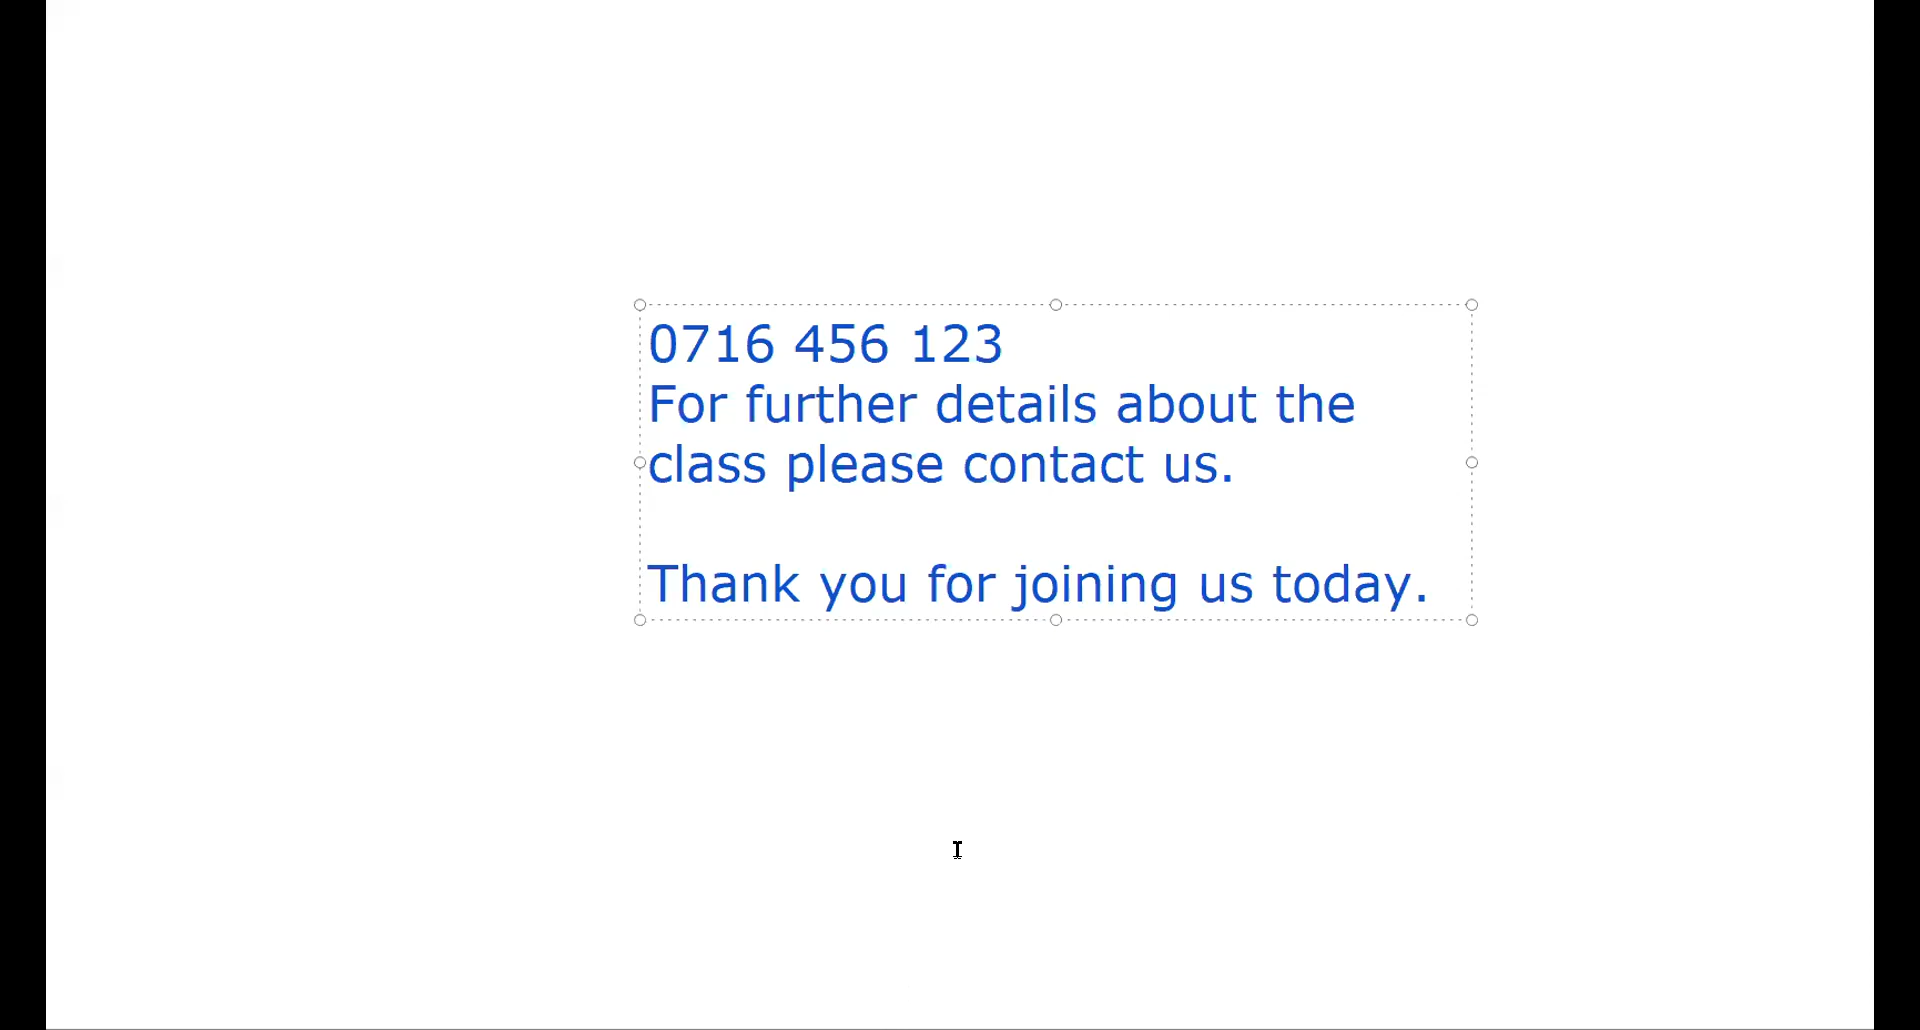 0716 456 123
For further details about the
class please contact us.
Thank you for joining us today.